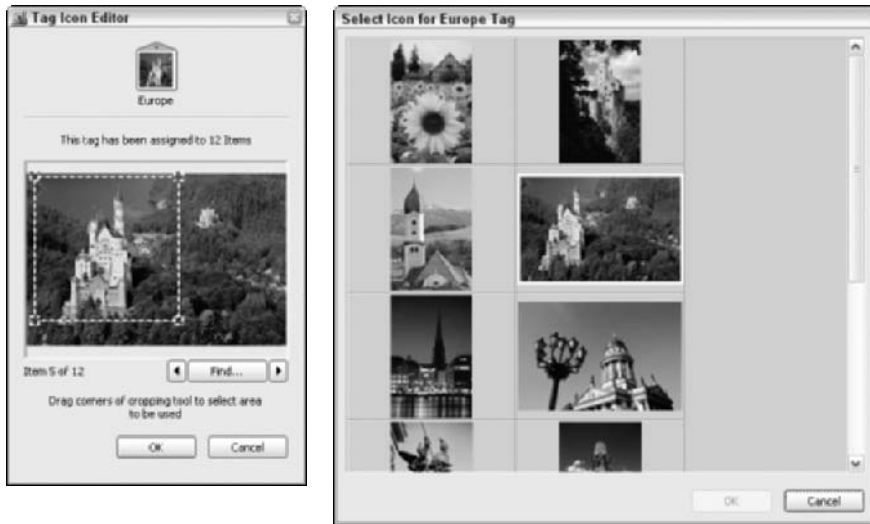 Tag Icon Editor
Europe
This tag has been assigned to 12 Items
Item 5 of 12
Find...
Drag corners of cropping tool to select area
to be used
OK
Cancel
Select Icon for Europe Tag
OK
Cancel